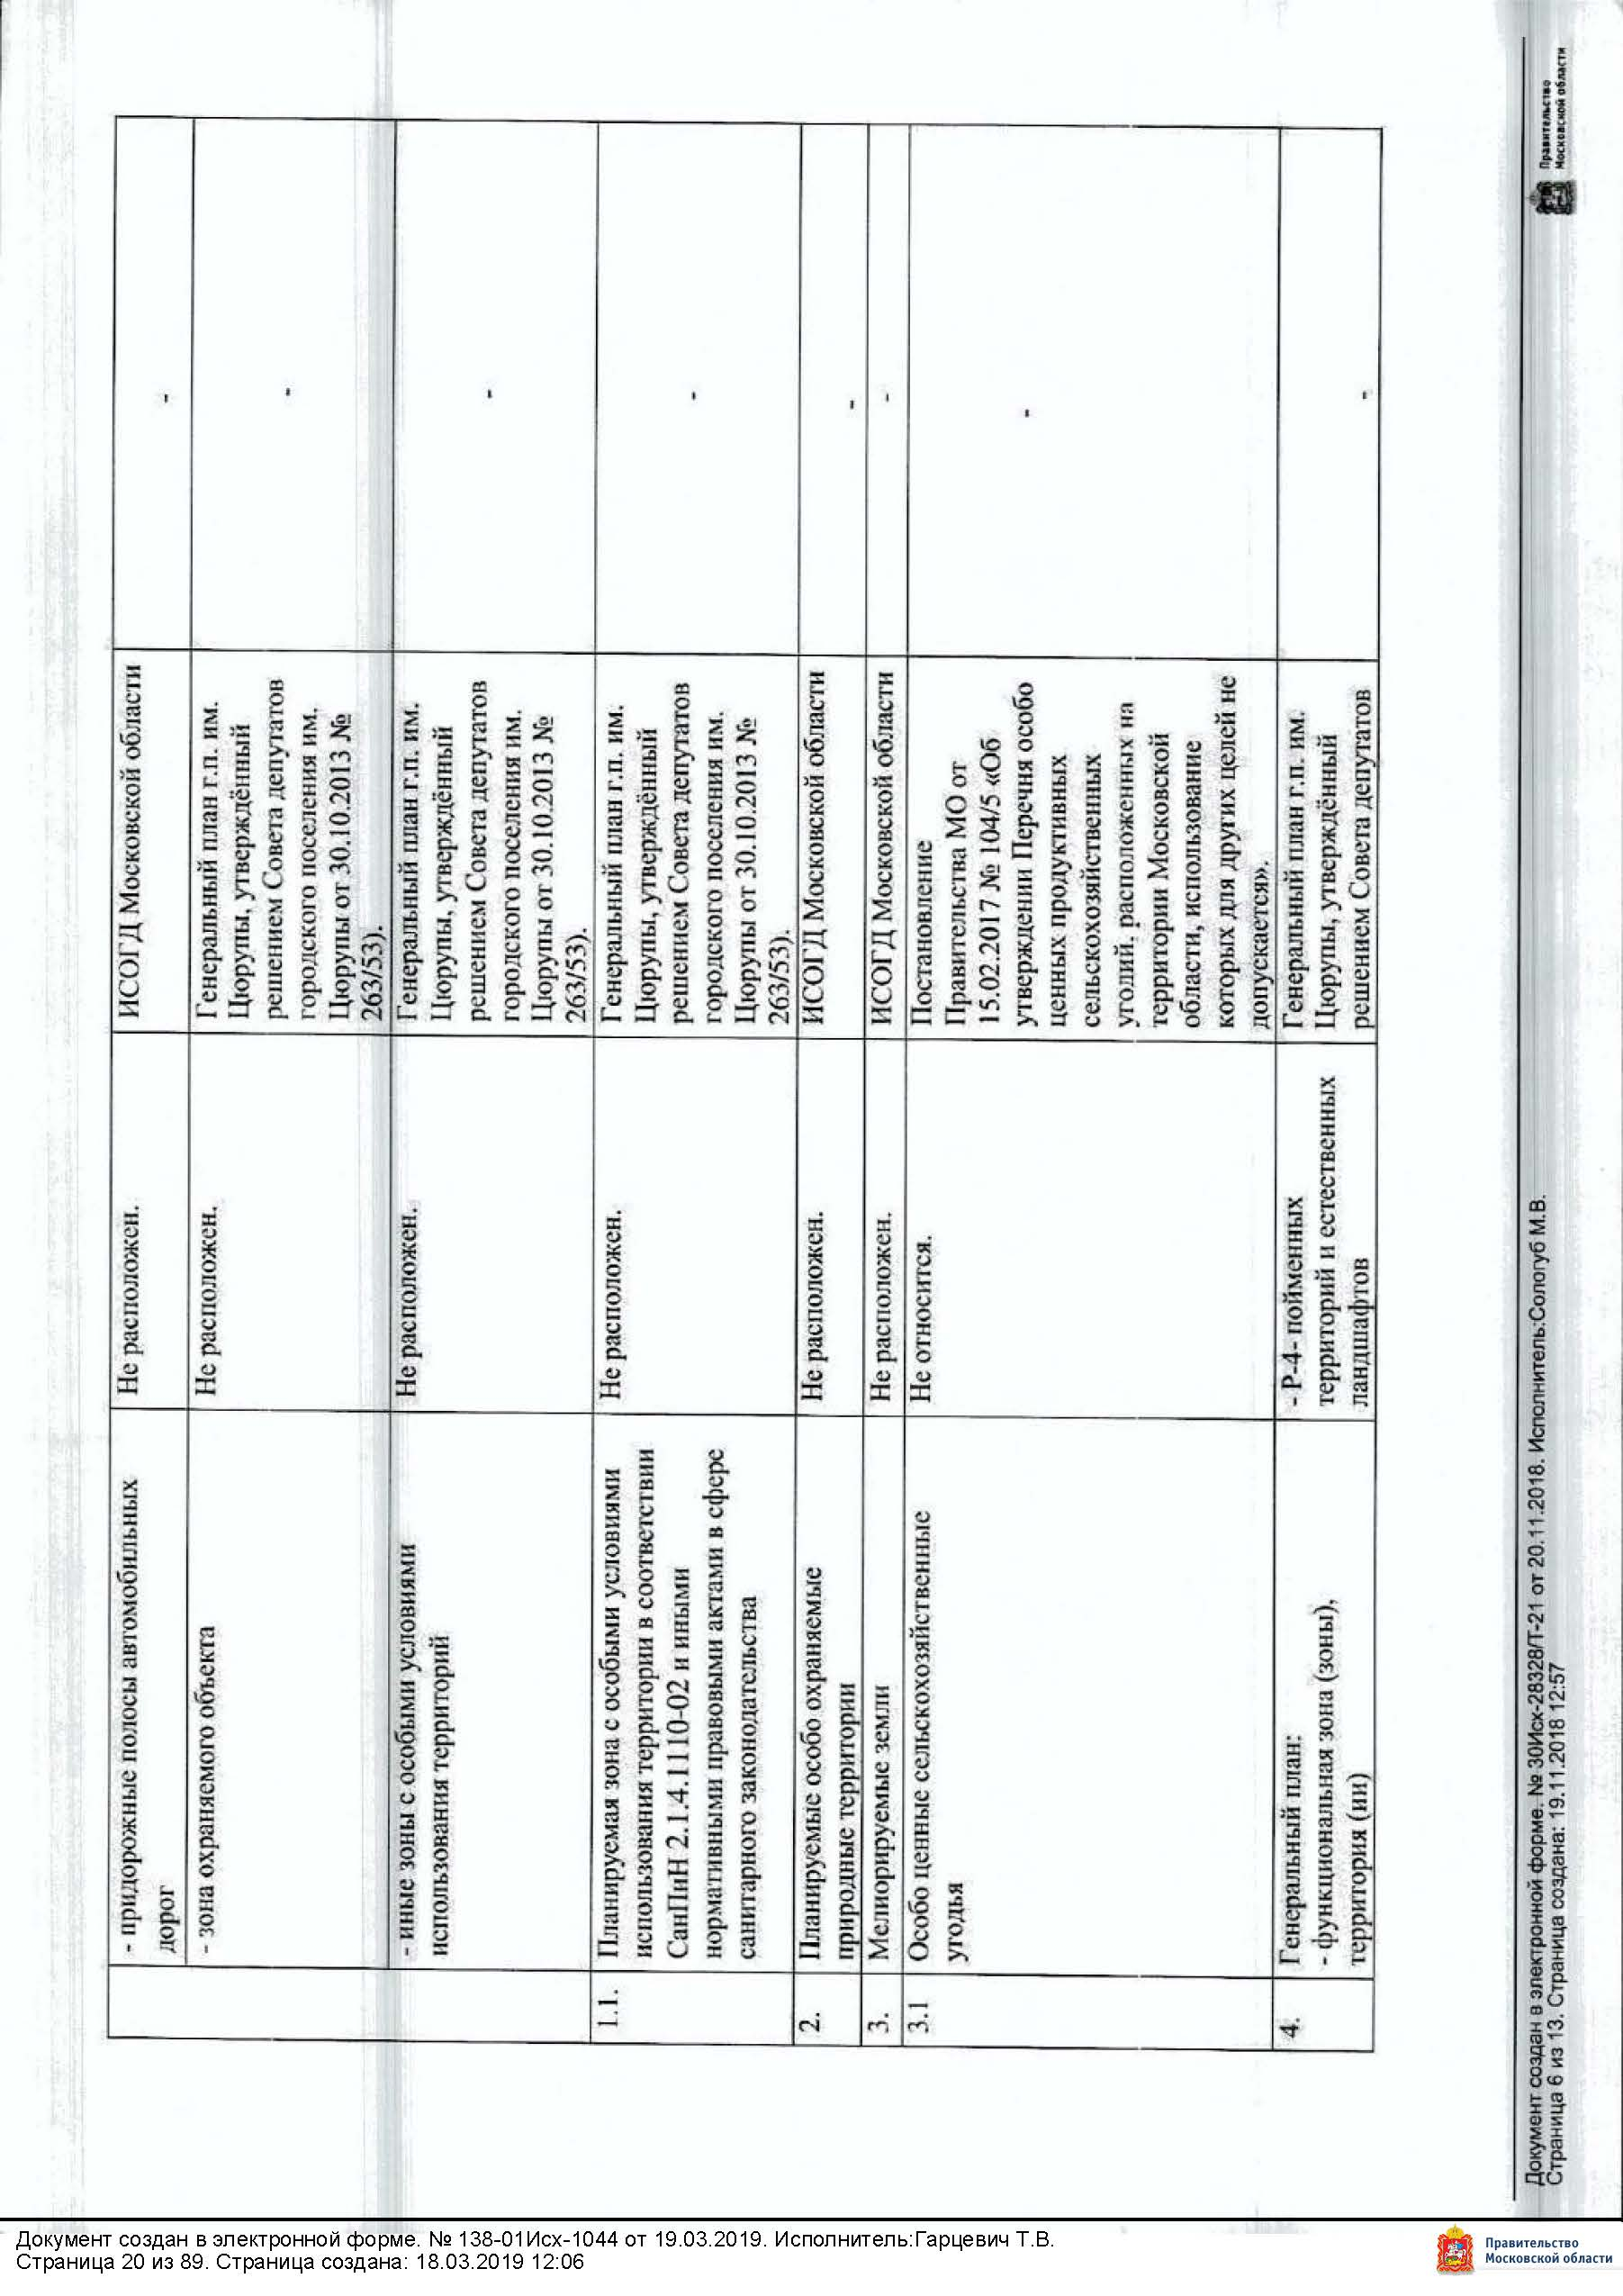 - придорожные полосы автомобильных
дорог
Не расположен.
ИСОГД Московской области
-
- зона охраняемого объекта
Не расположен.
Генеральный план г.п. им.
Цюрупы, утверждённый
решением Совета депутатов
городского поселения им.
Цюрупы от 30.10.2013 №
263/53).
-
- иные зоны с особыми условиями
использования территорий
Не расположен.
Генеральный план г.п. им.
Цюрупы, утверждённый
решением Совета депутатов
городского поселения им.
Цюрупы от 30.10.2013 №
263/53).
-
1.1.
Планируемая зона с особыми условиями
использования территории в соответствии
СанПиН 2.1.4.1110-02 и иными
нормативными правовыми актами в сфере
санитарного законодательства
Не расположен.
Генеральный план г.п. им.
Цюрупы, утверждённый
решением Совета депутатов
городского поселения им.
Цюрупы от 30.10.2013 №
263/53).
-
2.
Планируемые особо охраняемые
природные территории
Не расположен.
ИСОГД Московской области
-
3.
Мелиорируемые земли
Не расположен.
ИСОГД Московской области
-
3.1
Особо ценные сельскохозяйственные
угодья
Не относится.
Постановление
Правительства МО от
15.02.2017 № 104/5 «Об
утверждении Перечня особо
ценных продуктивных
сельскохозяйственных
угодий, расположенных на
территории Московской
области, использование
которых для других целей не
допускается».
-
4.
Генеральный план:
- функциональная зона (зоны),
территория (ии)
- Р-4- пойменных
территорий и естественных
ландшафтов
Генеральный план г.п. им.
Цюрупы, утверждённый
решением Совета депутатов
-
Документ создан в электронной форме. № 30Исх-28328/Т-21 от 20.11.2018. Исполнитель:Сологуб М.В.
Страница 6 из 13. Страница создана: 19.11.2018 12:57
Правительство
Московской области
Документ создан в электронной форме. № 138-01Исх-1044 от 19.03.2019. Исполнитель:Гарцевич Т.В.
Страница 20 из 89. Страница создана: 18.03.2019 12:06
Правительство
Московской области